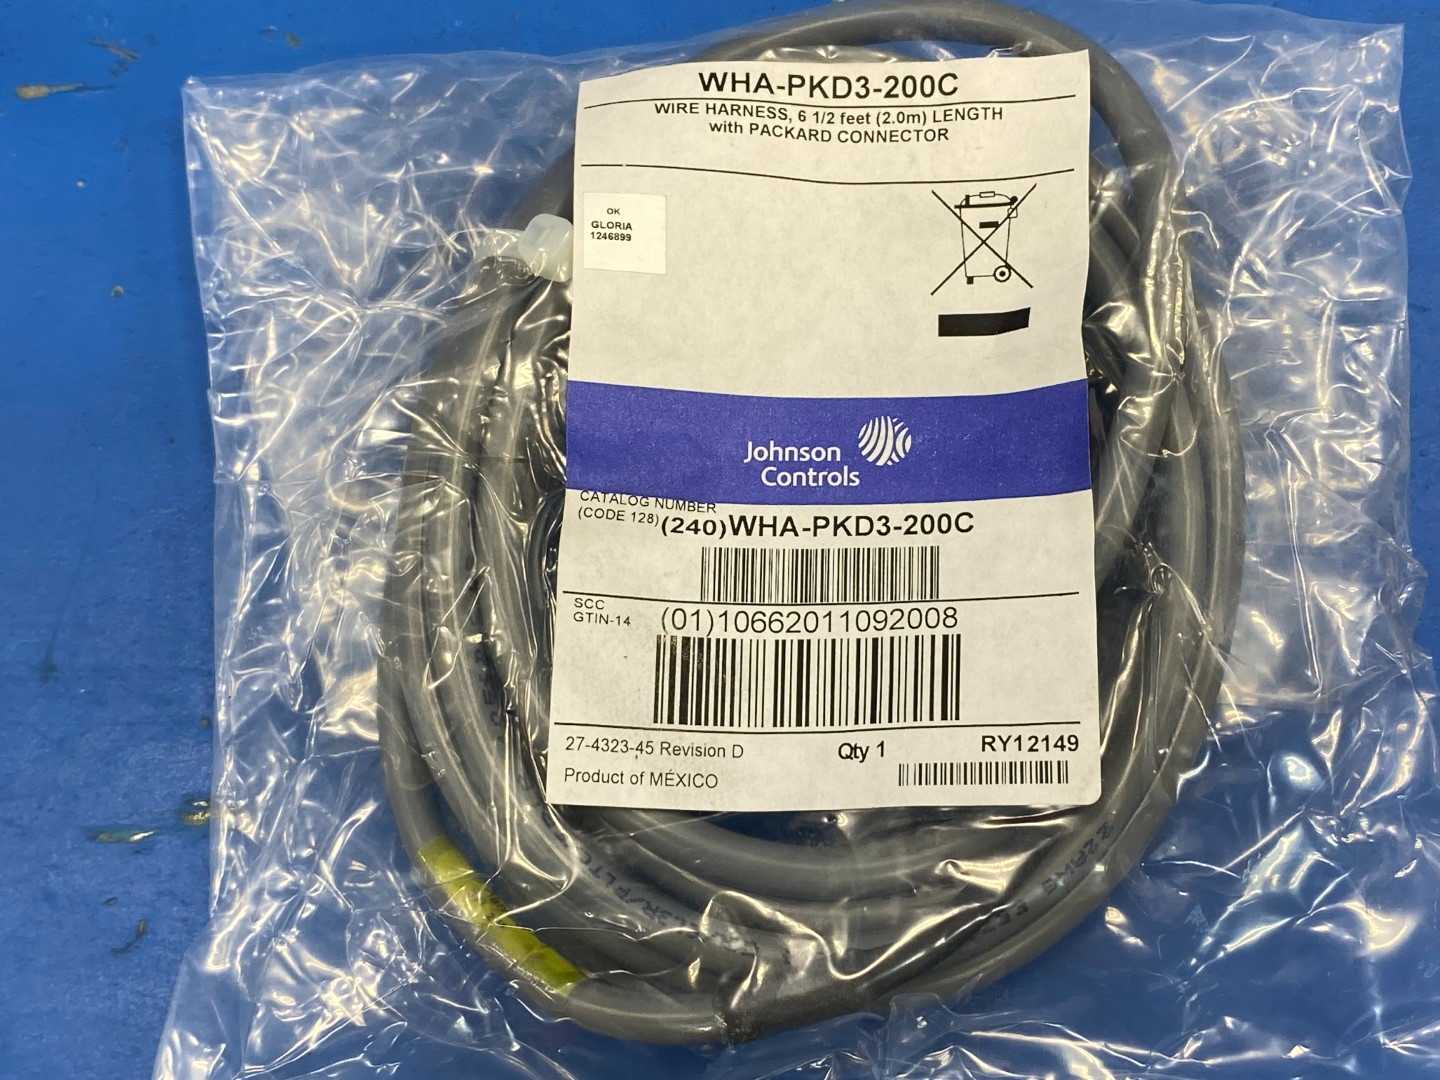 WHA-PKD3-200C
WIRE HARNESS, 6 1/2 feet (2.0m) LENGTH
with PACKARD CONNECTOR
OK
GLORIA
1246899
Johnson
Controls
CATALOG NUMBER
(CODE 128)
(240)WHA-PKD3-200C
SCC
GTIN-14
(01)10662011092008
27-4323-45 Revision D
Qty 1
RY12149
Product of MÉXICO
22AWG